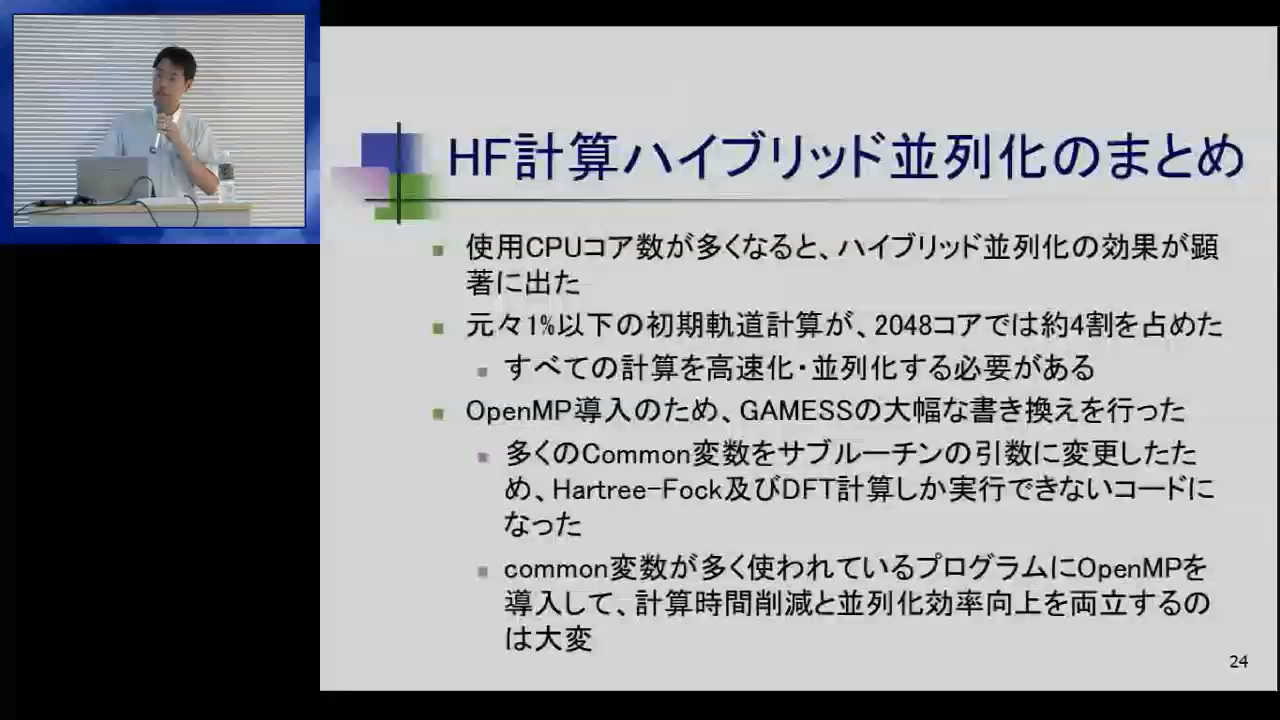 HF計算ハイブリッド並列化のまとめ
使用CPUコア数が多くなると、ハイブリッド並列化の効果が顕
著に出た
元々1%以下の初期軌道計算が、2048コアでは約4割を占めた
すべての計算を高速化・並列化する必要がある
OpenMP導入のため、GAMESSの大幅な書き換えを行った
多くのCommon変数をサブルーチンの引数に変更したた
め、Hartree-Fock及びDFT計算しか実行できないコードに
なった
common変数が多く使われているプログラムにOpenMPを
導入して、計算時間削減と並列化効率向上を両立するの
は大変
24